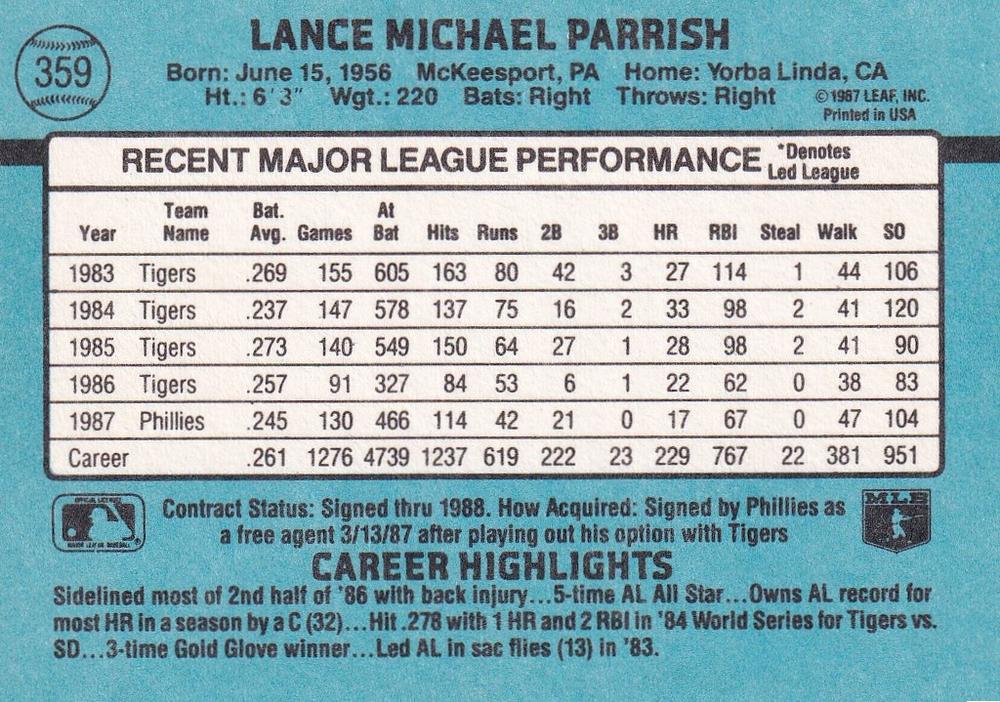 359
LANCE MICHAEL PARRISH
Born: June 15, 1956 McKeesport, PA Home: Yorba Linda, CA
Ht.: 6' 3" Wgt.: 220 Bats: Right Throws: Right ©1987 LEAF, INC.
Printed in USA
RECENT MAJOR LEAGUE PERFORMANCE *Denotes Led League
Year Team Name Bat. Avg. Games At Bat Hits Runs 2B 3B HR RBI Steal Walk SO
1983 Tigers .269 155 605 163 80 42 3 27 114 1 44 106
1984 Tigers .237 147 578 137 75 16 2 33 98 2 41 120
1985 Tigers .273 140 549 150 64 27 1 28 98 2 41 90
1986 Tigers .257 91 327 84 53 6 1 22 62 0 38 83
1987 Phillies .245 130 466 114 42 21 0 17 67 0 47 104
Career .261 1276 4739 1237 619 222 23 229 767 22 381 951
Contract Status: Signed thru 1988. How Acquired: Signed by Phillies as
a free agent 3/13/87 after playing out his option with Tigers
MLB
CAREER HIGHLIGHTS
Sidelined most of 2nd half of '86 with back injury...5-time AL All Star...Owns AL record for
most HR in a season by a C (32)...Hit .278 with 1 HR and 2 RBI in '84 World Series for Tigers vs.
SD...3-time Gold Glove winner...Led AL in sac flies (13) in '83.